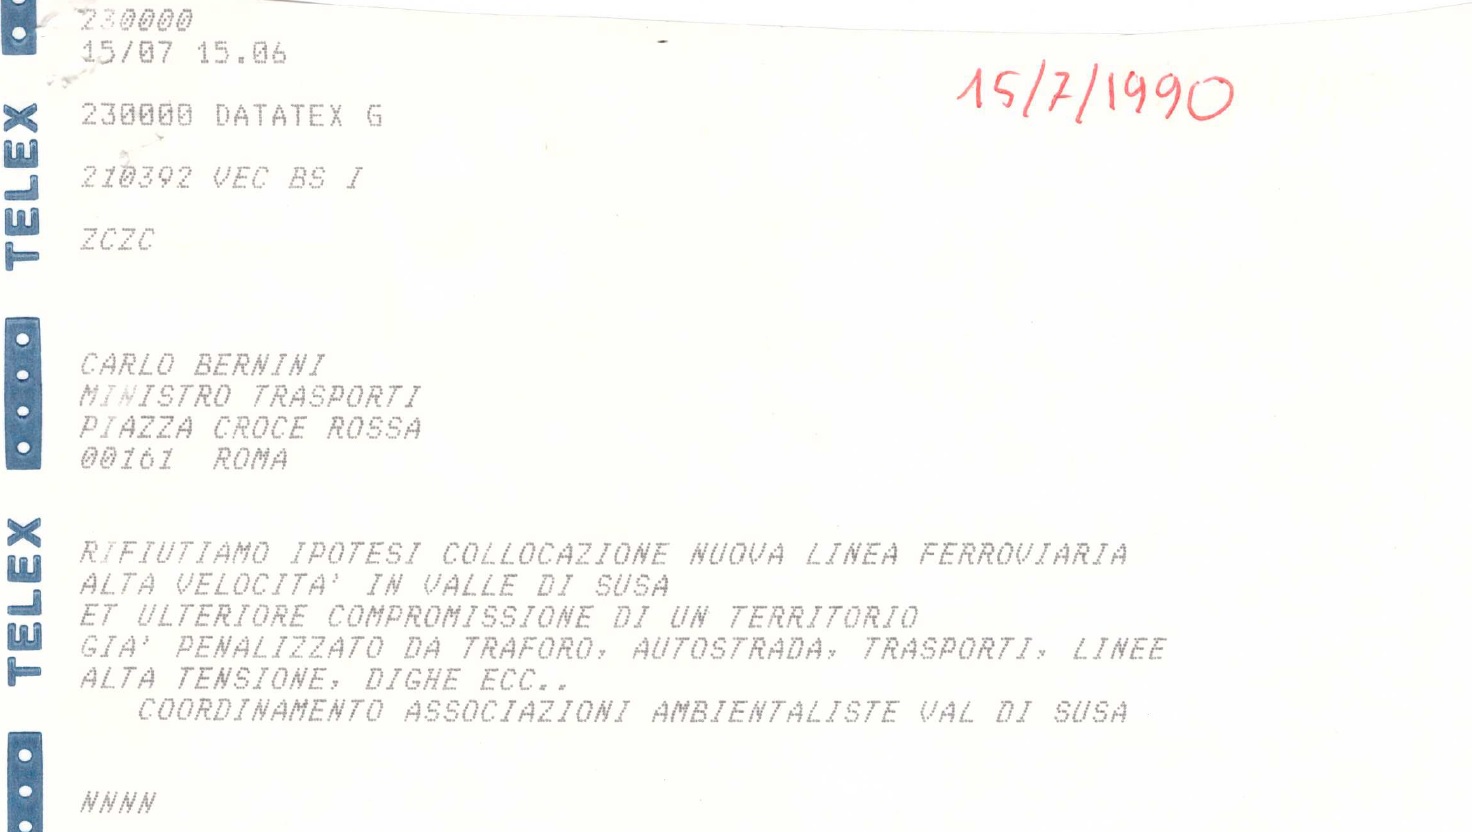 230000
15/07 15.06
15/7/1990
230000 DATATEX G
210392 VEC BS I
ZCZC
CARLO BERNINI
MINISTRO TRASPORTI
PIAZZA CROCE ROSSA
00161  ROMA
RIFIUTIAMO IPOTESI COLLOCAZIONE NUOVA LINEA FERROVIARIA
ALTA VELOCITA' IN VALLE DI SUSA
ET ULTERIORE COMPROMISSIONE DI UN TERRITORIO
GIA' PENALIZZATO DA TRAFORO, AUTOSTRADA, TRASPORTI, LINEE
ALTA TENSIONE, DIGHE ECC..
COORDINAMENTO ASSOCIAZIONI AMBIENTALISTE VAL DI SUSA
NNNN
TELEX
TELEX